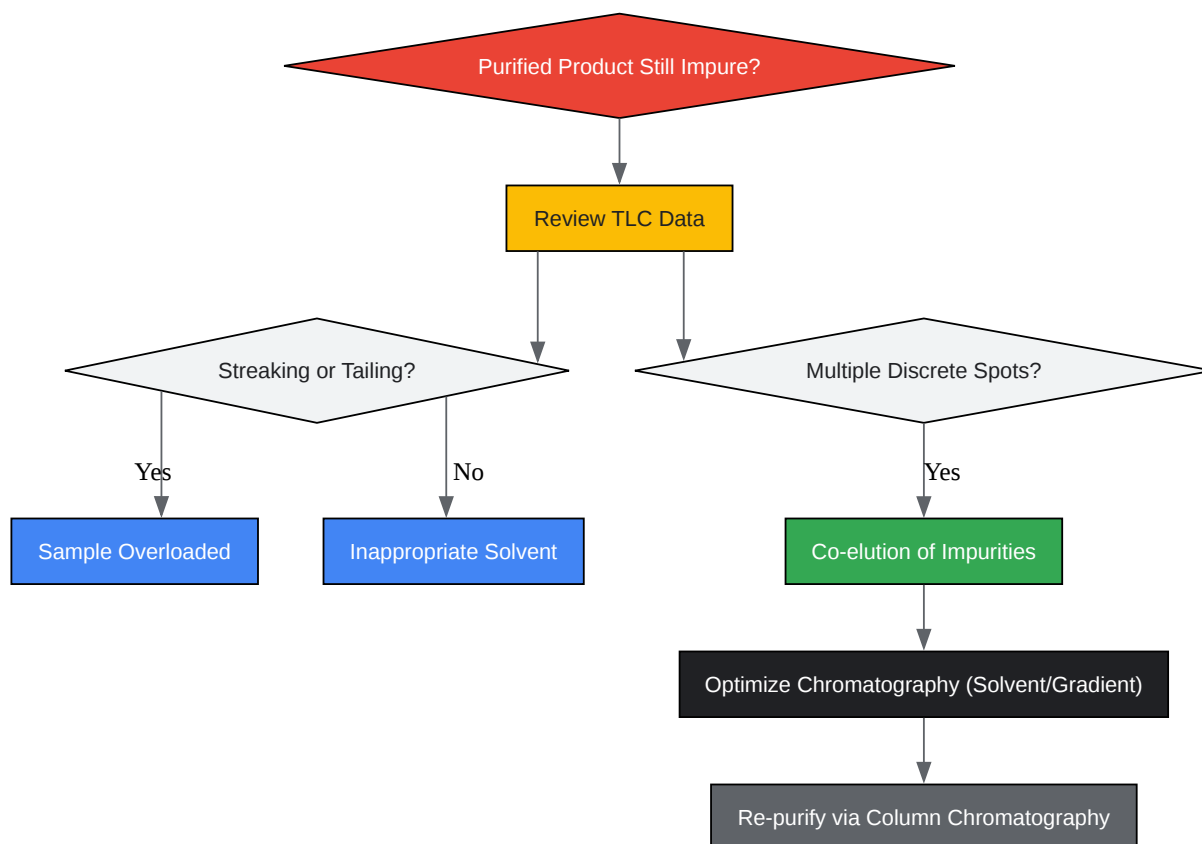 Purified Product Still Impure?
Review TLC Data
Streaking or Tailing?
Multiple Discrete Spots?
Yes
No
Yes
Sample Overloaded
Inappropriate Solvent
Co-elution of Impurities
Optimize Chromatography (Solvent/Gradient)
Re-purify via Column Chromatography